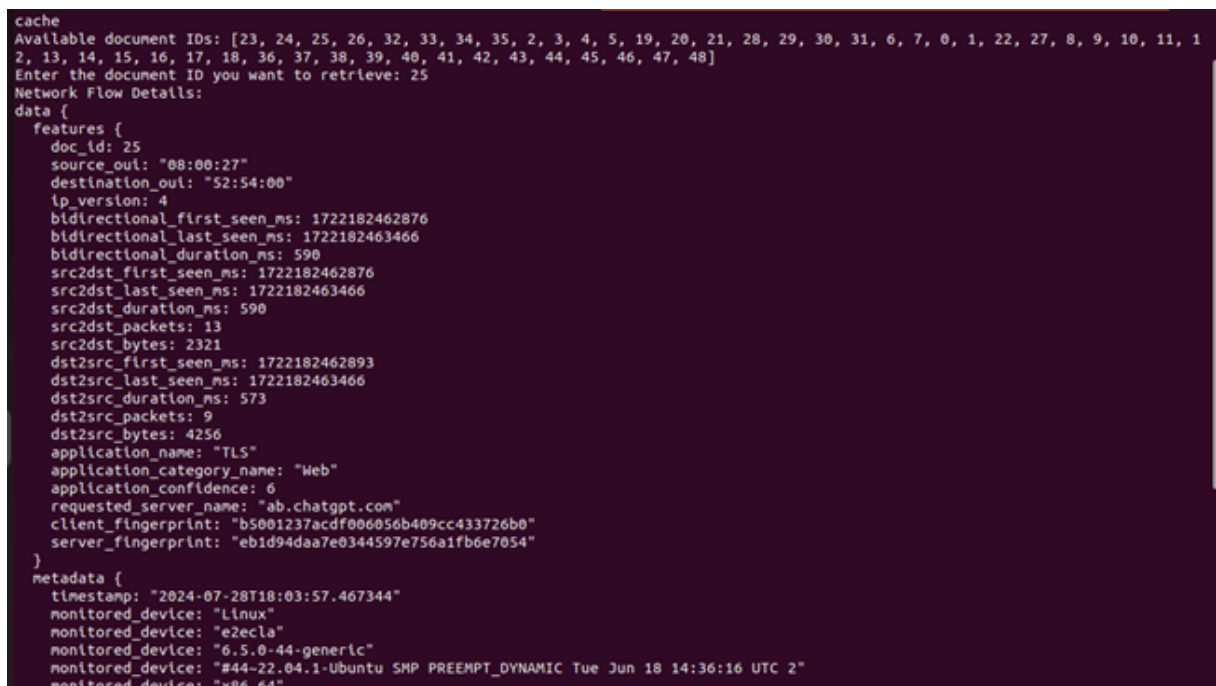 cache
Available document IDs: [23, 24, 25, 26, 32, 33, 34, 35, 2, 3, 4, 5, 19, 20, 21, 28, 29, 30, 31, 6, 7, 0, 1, 22, 27, 8, 9, 10, 11, 1
2, 13, 14, 15, 16, 17, 18, 36, 37, 38, 39, 40, 41, 42, 43, 44, 45, 46, 47, 48]
Enter the document ID you want to retrieve: 25
Network Flow Details:
data {
  features {
    doc_id: 25
    source_oui: "08:00:27"
    destination_oui: "52:54:00"
    ip_version: 4
    bidirectional_first_seen_ms: 1722182462876
    bidirectional_last_seen_ms: 1722182463466
    bidirectional_duration_ms: 590
    src2dst_first_seen_ms: 1722182462876
    src2dst_last_seen_ms: 1722182463466
    src2dst_duration_ms: 590
    src2dst_packets: 13
    src2dst_bytes: 2321
    dst2src_first_seen_ms: 1722182462893
    dst2src_last_seen_ms: 1722182463466
    dst2src_duration_ms: 573
    dst2src_packets: 9
    dst2src_bytes: 4256
    application_name: "TLS"
    application_category_name: "Web"
    application_confidence: 6
    requested_server_name: "ab.chatgpt.com"
    client_fingerprint: "b5001237acdf006056b409cc433726b0"
    server_fingerprint: "eb1d94daa7e0344597e756a1fb6e7054"
  }
  metadata {
    timestamp: "2024-07-28T18:03:57.467344"
    monitored_device: "Linux"
    monitored_device: "e2ecla"
    monitored_device: "6.5.0-44-generic"
    monitored_device: "#44~22.04.1-Ubuntu SMP PREEMPT_DYNAMIC Tue Jun 18 14:36:16 UTC 2"
    monitored_device: "x86_64"